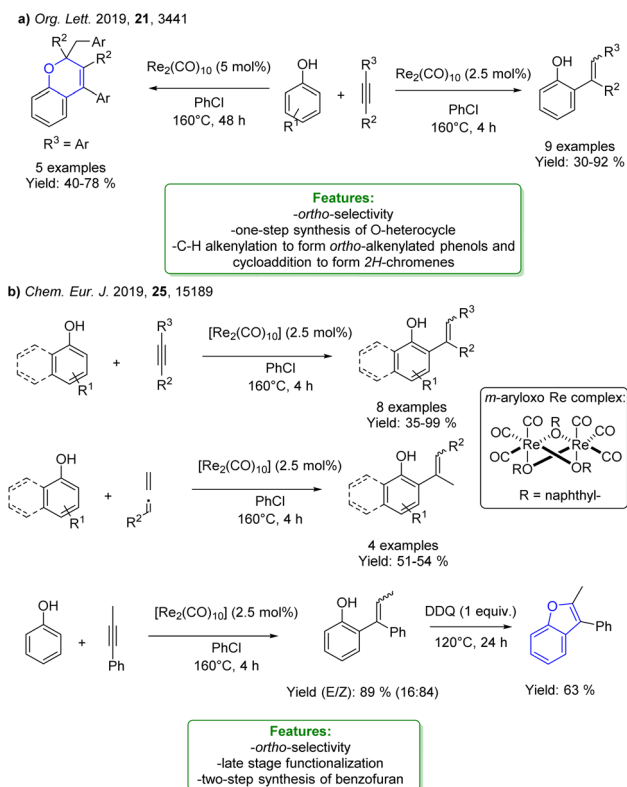 a) Org. Lett. 2019, 21, 3441
R2
Ar
O
R2
Ar
R3 = Ar
5 examples
Yield: 40-78 %
Re2(CO)10 (5 mol%)
PhCl
160°C, 48 h
OH
R1
+
R3
R2
Re2(CO)10 (2.5 mol%)
PhCl
160°C, 4 h
OH
R3
R2
9 examples
Yield: 30-92 %
Features:
-ortho-selectivity
-one-step synthesis of O-heterocycle
-C-H alkenylation to form ortho-alkenylated phenols and
cycloaddition to form 2H-chromenes
b) Chem. Eur. J. 2019, 25, 15189
OH
R1
+
R3
R2
[Re2(CO)10] (2.5 mol%)
PhCl
160°C, 4 h
OH
R3
R2
R1
8 examples
Yield: 35-99 %
m-aryloxo Re complex:
CO
R
CO
OC
O
CO
Re
Re
OC
CO
RO
O
OR
R = naphthyl-
OH
R1
+
R2
[Re2(CO)10] (2.5 mol%)
PhCl
160°C, 4 h
OH
R2
R1
4 examples
Yield: 51-54 %
OH
+
Ph
[Re2(CO)10] (2.5 mol%)
PhCl
160°C, 4 h
OH
Ph
Yield (E/Z): 89 % (16:84)
DDQ (1 equiv.)
120°C, 24 h
O
Ph
Yield: 63 %
Features:
-ortho-selectivity
-late stage functionalization
-two-step synthesis of benzofuran